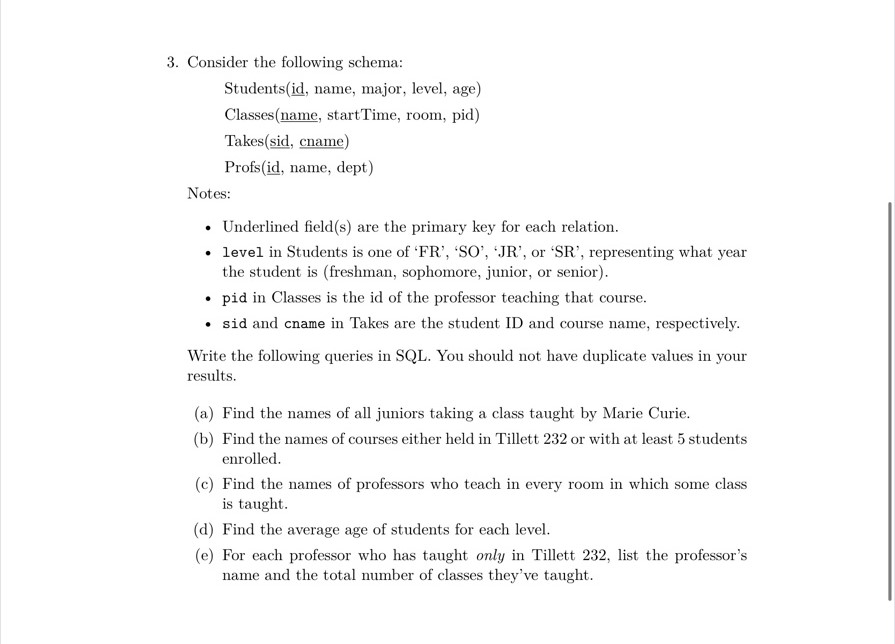 3. Consider the following schema:
Students(id, name, major, level, age)
Classes(name, startTime, room, pid)
Takes(sid, cname)
Profs(id, name, dept)
Notes:
• Underlined field(s) are the primary key for each relation.
• level in Students is one of ‘FR’, ‘SO’, ‘JR’, or ‘SR’, representing what year
the student is (freshman, sophomore, junior, or senior).
• pid in Classes is the id of the professor teaching that course.
• sid and cname in Takes are the student ID and course name, respectively.
Write the following queries in SQL. You should not have duplicate values in your
results.
(a) Find the names of all juniors taking a class taught by Marie Curie.
(b) Find the names of courses either held in Tillett 232 or with at least 5 students
enrolled.
(c) Find the names of professors who teach in every room in which some class
is taught.
(d) Find the average age of students for each level.
(e) For each professor who has taught only in Tillett 232, list the professor’s
name and the total number of classes they’ve taught.